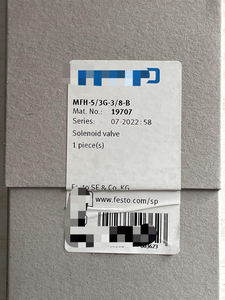 MFH-5/3G-3/8-B
Mat. No.: 19707
Series: 07-2022:58
Solenoid valve
1 piece(s)
SE & Co. KG
www.festo.com/sp